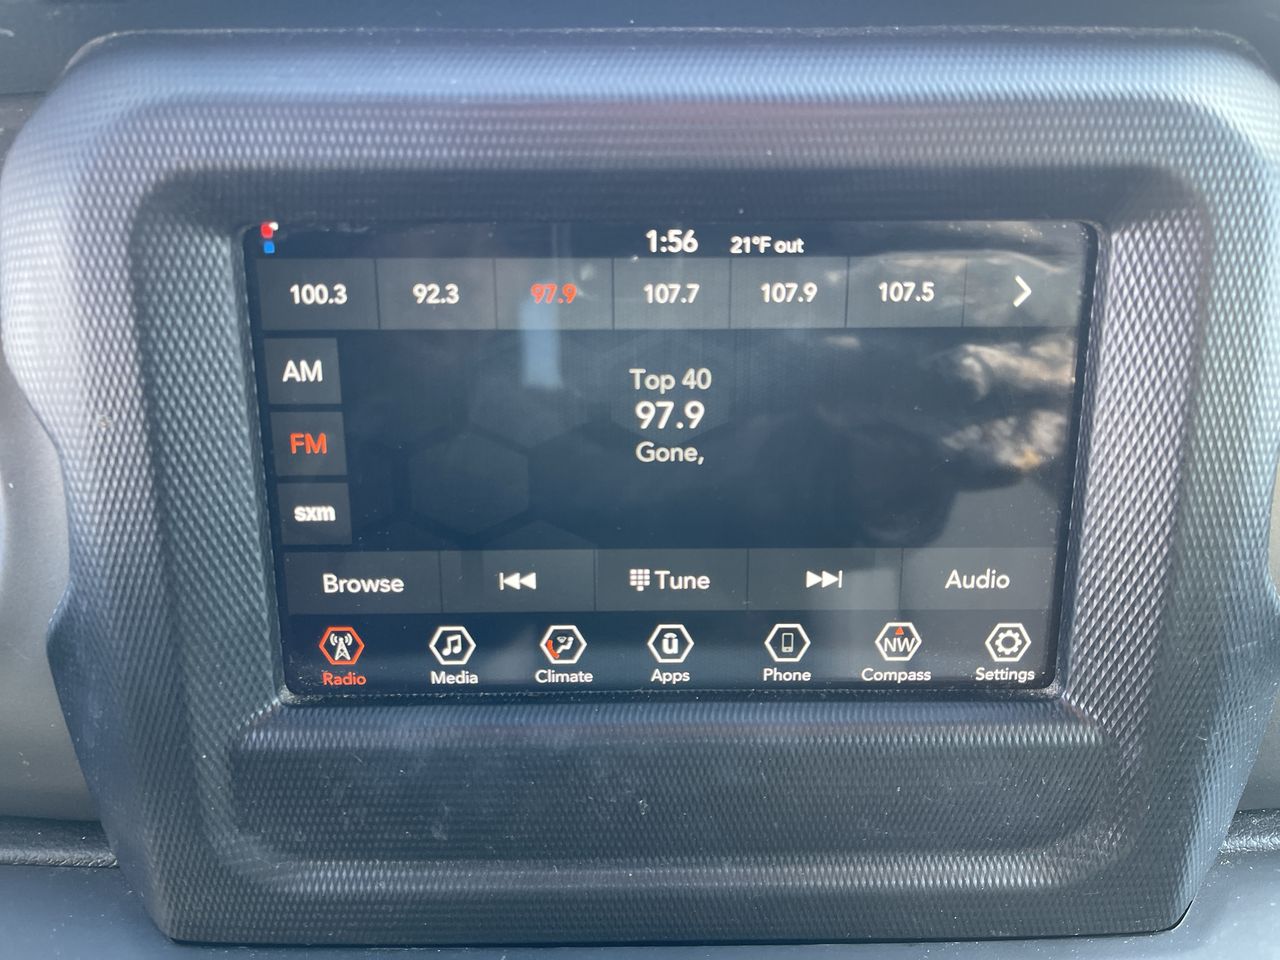 1:56 21°F out
100.3 92.3 97.9 107.7 107.9 107.5
AM
FM
sxm
Top 40
97.9
Gone,
Browse Tune Audio
ū
NW
Radio Media Climate Apps Phone Compass Settings